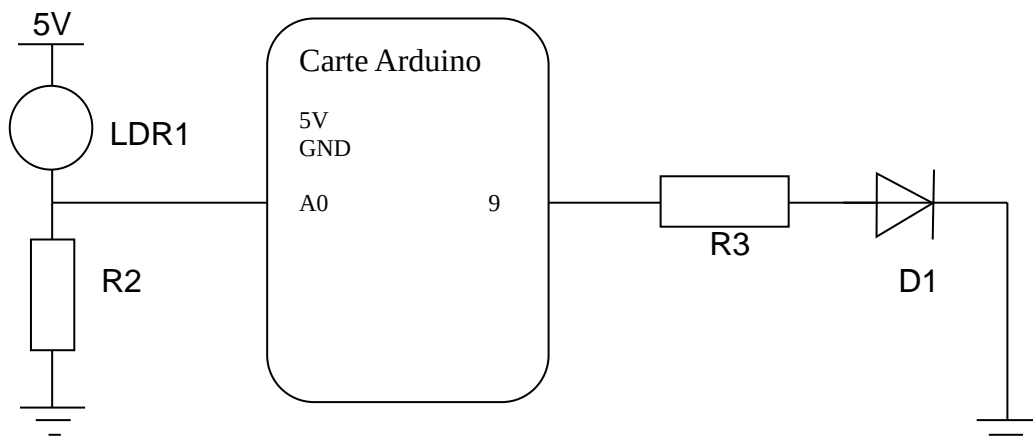 5V
LDR1
R2
Carte Arduino
5V
GND
A0
9
R3
D1